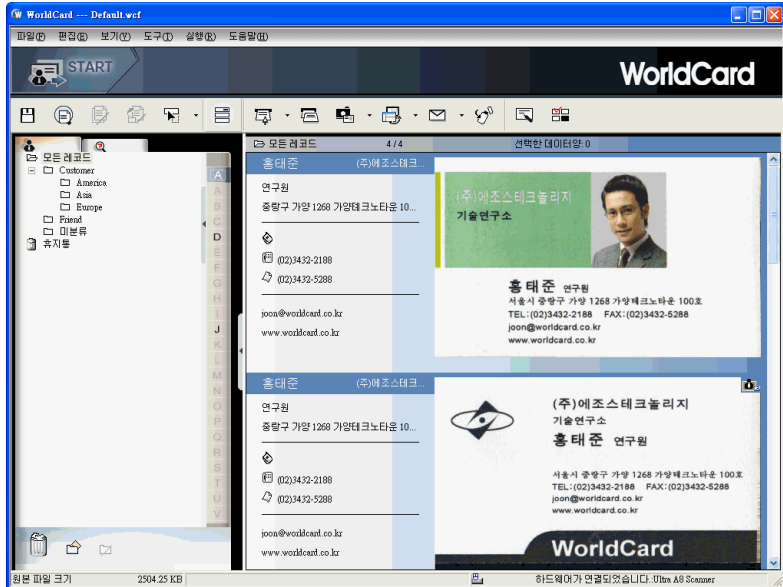 WorldCard --- Default.wcf
파일(F) 편집(E) 보기(V) 도구(T) 실행(R) 도움말(H)
START
WorldCard
모든 레코드
Customer
America
Asia
Europe
Friend
미분류
휴지통
A
A
B
C
D
E
F
G
H
I
J
K
L
M
N
O
P
Q
R
S
T
U
V
모든 레코드 4/4 선택한 데이터양: 0
홍태준 (주)에조스테크...
연구원
중랑구 가양 1268 가양테크노타운 10...
(02)3432-2188
(02)3432-5288
joon@worldcard.co.kr
www.worldcard.co.kr
(주)에조스테크놀리지
기술연구소
홍태준 연구원
서울시 중랑구 가양 1268 가양테크노타운 100호
TEL:(02)3432-2188 FAX:(02)3432-5288
joon@worldcard.co.kr
www.worldcard.co.kr
홍태준 (주)에조스테크...
연구원
중랑구 가양 1268 가양테크노타운 10...
(02)3432-2188
(02)3432-5288
joon@worldcard.co.kr
www.worldcard.co.kr
(주)에조스테크놀리지
기술연구소
홍태준 연구원
서울시 중랑구 가양 1268 가양테크노타운 100호
TEL:(02)3432-2188 FAX:(02)3432-5288
joon@worldcard.co.kr
www.worldcard.co.kr
WorldCard
원본 파일 크기 2504.25 KB 하드웨어가 연결되었습니다.:Ultra A8 Scanner